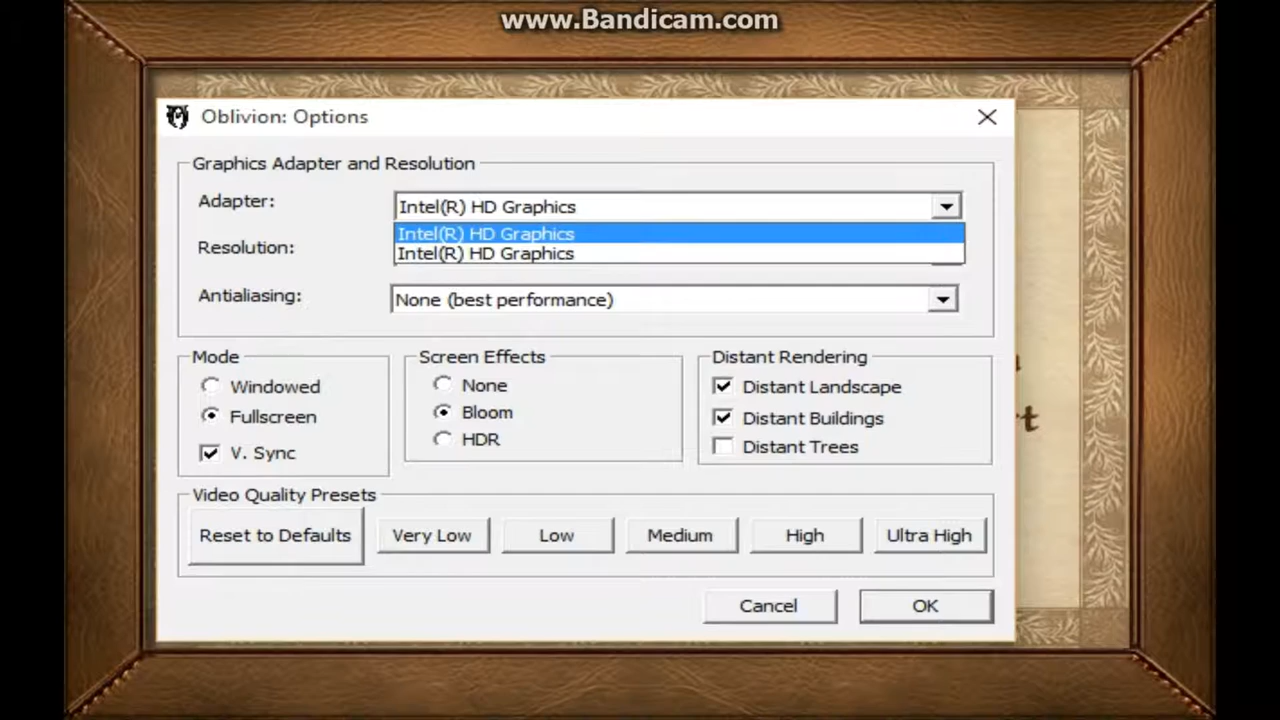 www.Bandicam.com
Oblivion: Options
Graphics Adapter and Resolution
Adapter:
Intel(R) HD Graphics
Intel(R) HD Graphics
Intel(R) HD Graphics
Resolution:
Antialiasing:
None (best performance)
Mode
Windowed
Fullscreen
V. Sync
Screen Effects
None
Bloom
HDR
Distant Rendering
Distant Landscape
Distant Buildings
Distant Trees
Video Quality Presets
Reset to Defaults
Very Low
Low
Medium
High
Ultra High
Cancel
OK